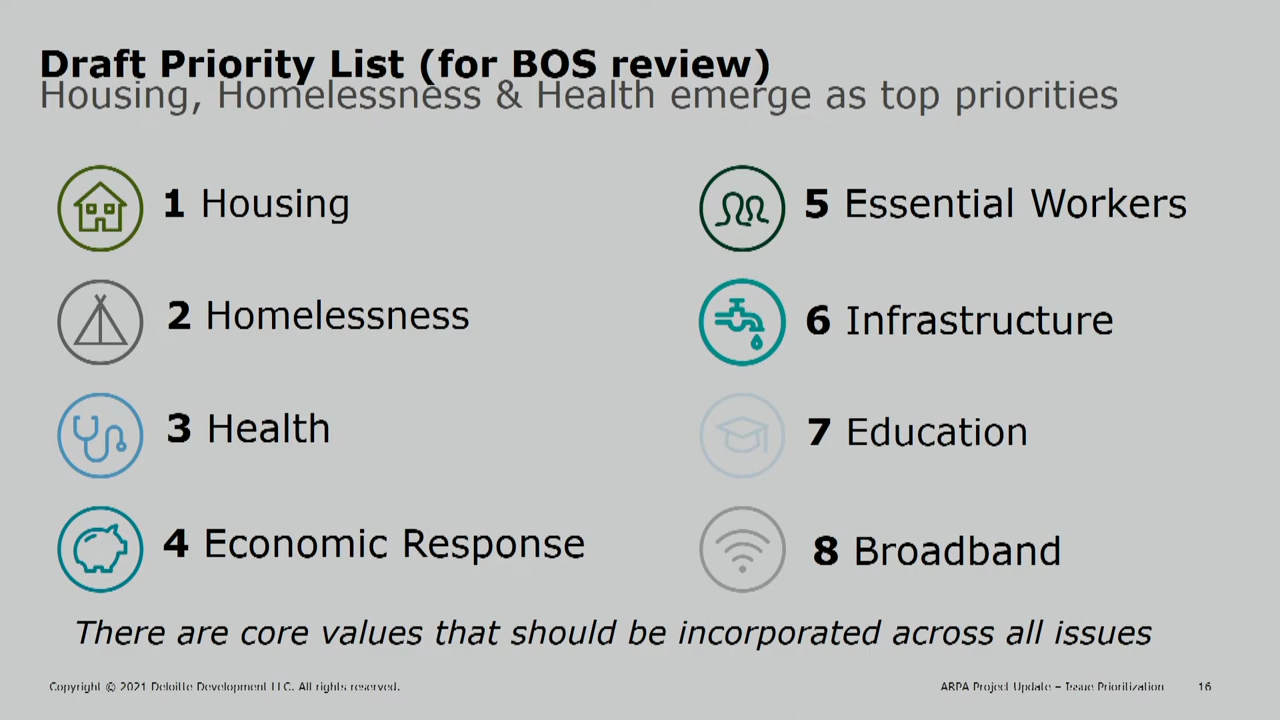 Draft Priority List (for BOS review)
Housing, Homelessness & Health emerge as top priorities
1 Housing
2 Homelessness
3 Health
4 Economic Response
5 Essential Workers
6 Infrastructure
7 Education
8 Broadband
There are core values that should be incorporated across all issues
Copyright © 2021 Deloitte Development LLC. All rights reserved.
ARPA Project Update – Issue Prioritization 16